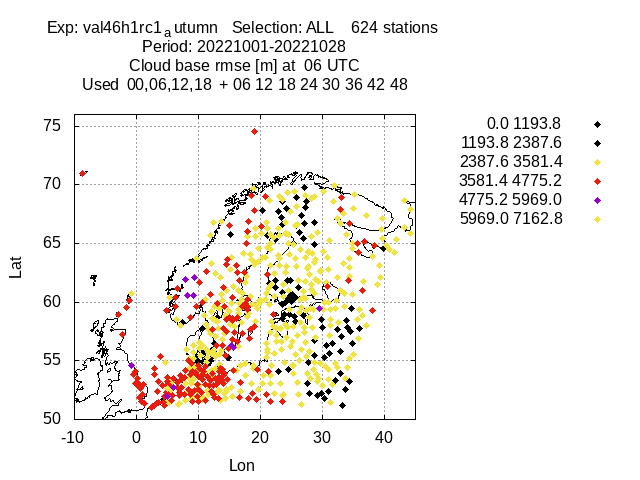 Exp: val46h1rc1autumn Selection: ALL 624 stations
Period: 20221001-20221028
Cloud base rmse [m] at 06 UTC
Used 00,06,12,18 + 06 12 18 24 30 36 42 48
0.0 1193.8
1193.8 2387.6
2387.6 3581.4
3581.4 4775.2
4775.2 5969.0
5969.0 7162.8
75
70
65
60
55
50
Lat
-10 0 10 20 30 40
Lon